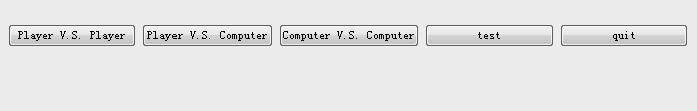 Player V.S. Player
Player V.S. Computer
Computer V.S. Computer
test
quit